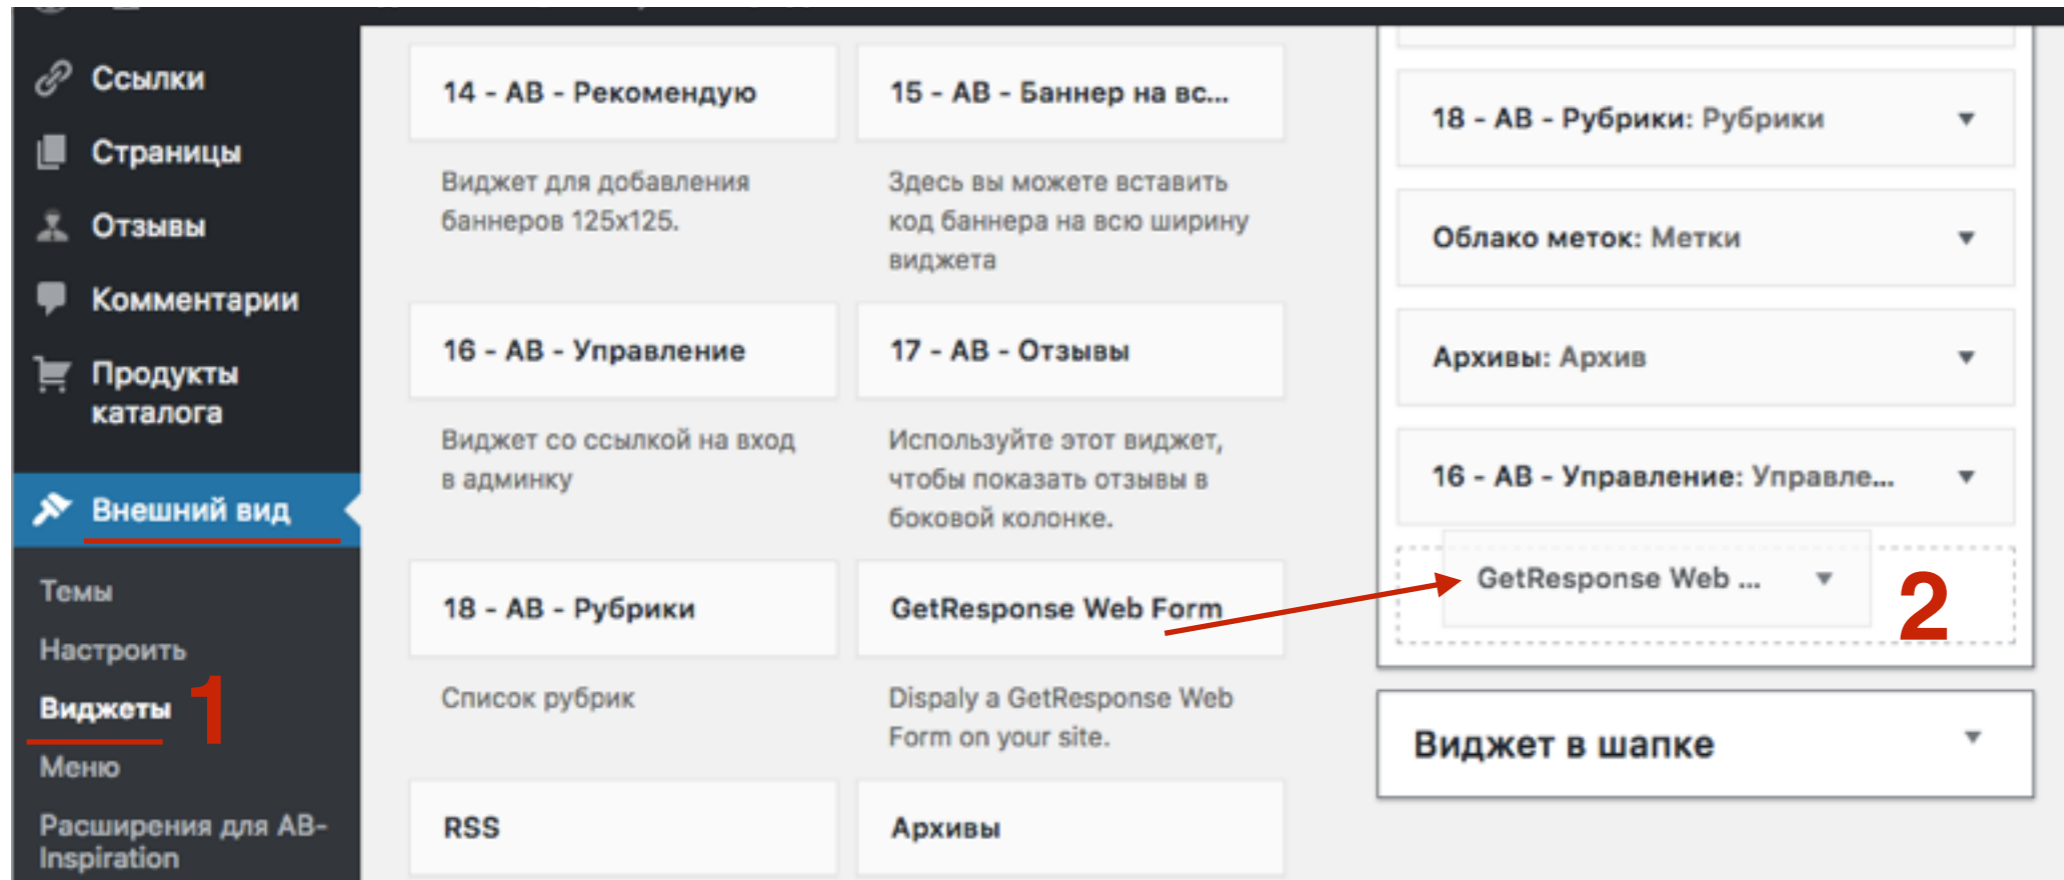 Ссылки
Страницы
Отзывы
Комментарии
Продукты
каталога
Внешний вид
Темы
Настроить
Виджеты 1
Меню
Расширения для AB-
Inspiration
14 - AB - Рекомендую
Виджет для добавления
баннеров 125x125.
15 - AB - Баннер на вс...
Здесь вы можете вставить
код баннера на всю ширину
виджета
16 - AB - Управление
Виджет со ссылкой на вход
в админку
17 - AB - Отзывы
Используйте этот виджет,
чтобы показать отзывы в
боковой колонке.
18 - AB - Рубрики
Список рубрик
GetResponse Web Form
Dispaly a GetResponse Web
Form on your site.
RSS
Архивы
18 - AB - Рубрики: Рубрики
Облако меток: Метки
Архивы: Архив
16 - AB - Управление: Управле...
GetResponse Web ... 2
Виджет в шапке